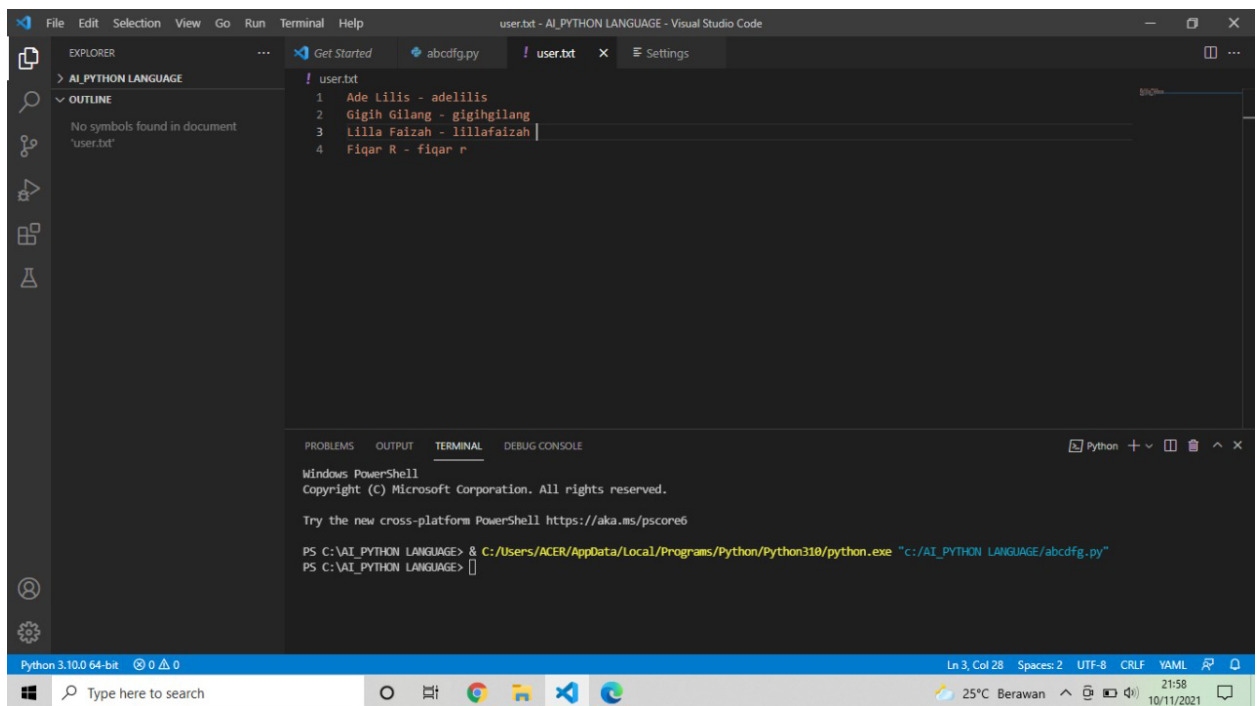 File Edit Selection View Go Run Terminal Help user.txt - AI_PYTHON LANGUAGE - Visual Studio Code
EXPLORER ... Get Started abcdfg.py ! user.txt × Settings
> AI_PYTHON LANGUAGE
OUTLINE
No symbols found in document
'user.txt'
! user.txt
1 Ade Lilis - adelilis
2 Gigih Gilang - gigihgilang
3 Lilla Faizah - lillafaizah
4 Fiqar R - fiqar r
PROBLEMS OUTPUT TERMINAL DEBUG CONSOLE Python
Windows PowerShell
Copyright (C) Microsoft Corporation. All rights reserved.
Try the new cross-platform PowerShell https://aka.ms/pscore6
PS C:\AI_PYTHON LANGUAGE> & C:/Users/ACER/AppData/Local/Programs/Python/Python310/python.exe "c:/AI_PYTHON LANGUAGE/abcdfg.py"
PS C:\AI_PYTHON LANGUAGE>
Python 3.10.0 64-bit 0 0 Ln 3, Col 28 Spaces: 2 UTF-8 CRLF YAML
Type here to search 25°C Berawan 21:58
10/11/2021